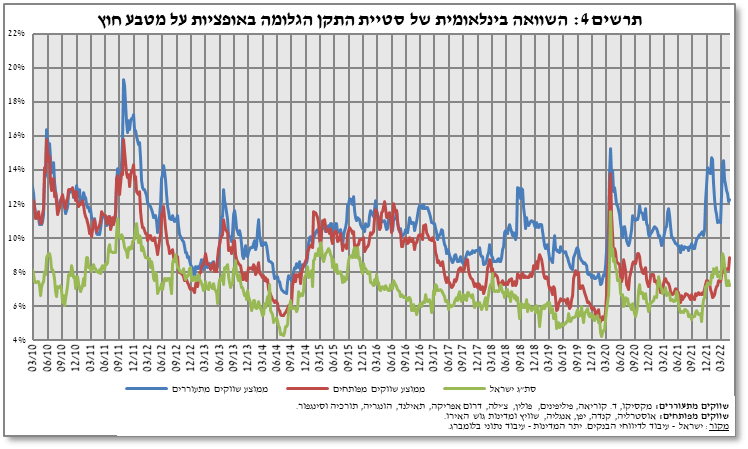 תרשים 4: השוואה בינלאומית של סטיית התקן הגלומה באופציות על מטבע חוץ
22%
20%
18%
16%
14%
12%
10%
8%
6%
4%
03/10 06/10 09/10 12/10 03/11 06/11 09/11 12/11 03/12 06/12 09/12 12/12 03/13 06/13 09/13 12/13 03/14 06/14 09/14 12/14 03/15 06/15 09/15 12/15 03/16 06/16 09/16 12/16 03/17 06/17 09/17 12/17 03/18 06/18 09/18 12/18 03/19 06/19 09/19 12/19 03/20 06/20 09/20 12/20 03/21 06/21 09/21 12/21 03/22
ממוצע שווקים מתעוררים ממוצע שווקים מפותחים סת״ג ישראל
שווקים מתעוררים: מקסיקו, ד. קוריאה, פיליפינים, פולין, צ׳ילה, דרום אפריקה, תאילנד, הונגריה, תורכיה וסינגפור.
שווקים מפותחים: אוסטרליה, קנדה, יפן, אנגליה, שוויץ ומדינות גוש האירו.
מקור: ישראל - עיבוד לדיווחי הבנקים. יתר המדינות - עיבוד נתוני בלומברג.